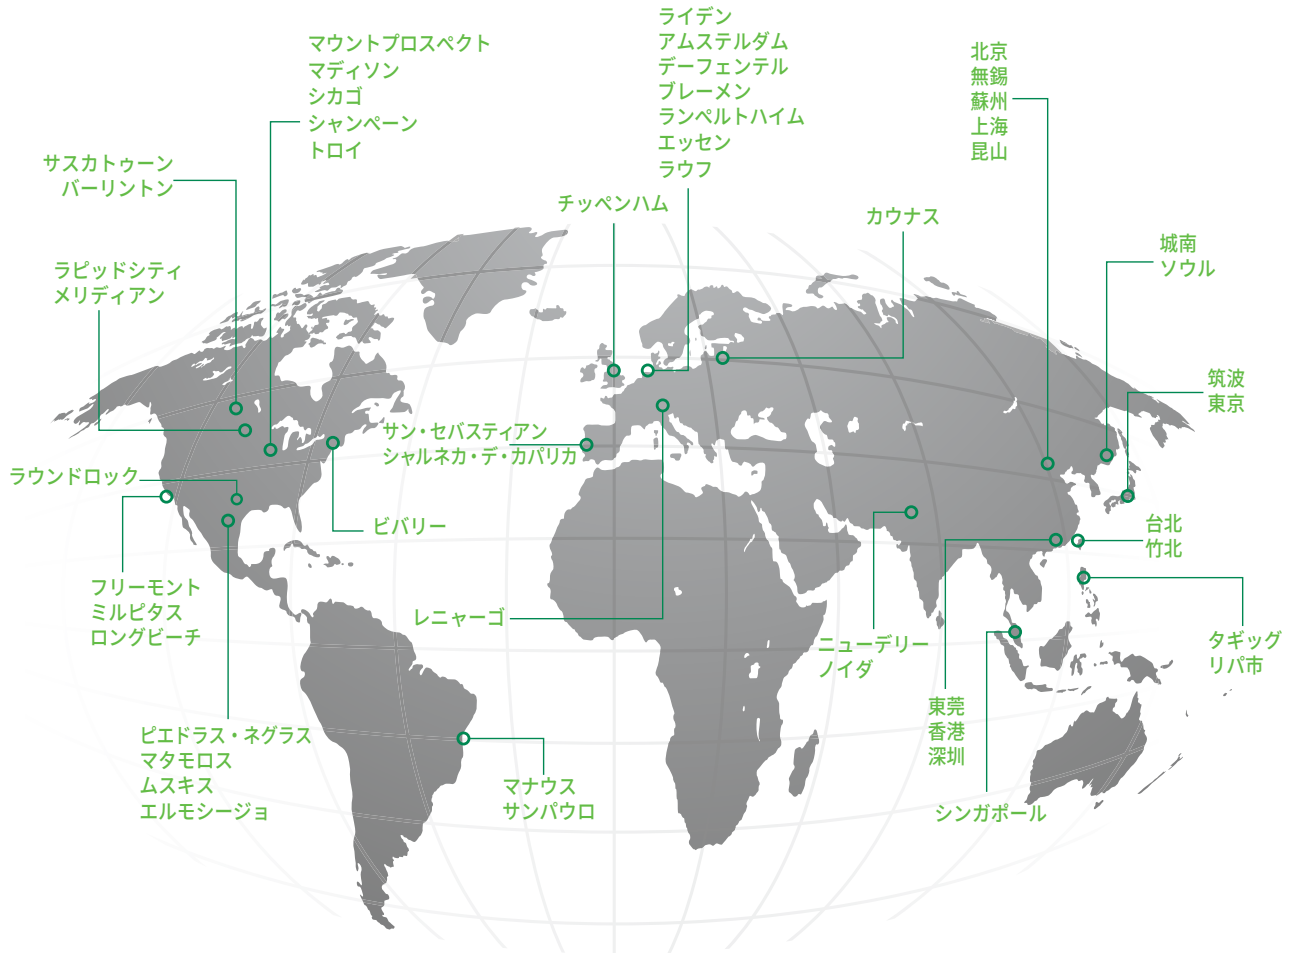 マウントプロスペクト
マディソン
シカゴ
シャンペーン
トロイ
ライデン
アムステルダム
デーフェンテル
ブレーメン
ランペルトハイム
エッセン
ラウフ
北京
無錫
蘇州
上海
昆山
サスカトゥーン
バーリントン
チッペンハム
カウナス
城南
ソウル
ラピッドシティ
メリディアン
筑波
東京
サン・セバスティアン
シャルネカ・デ・カパリカ
ラウンドロック
ビバリー
台北
竹北
フリーモント
ミルピタス
ロングビーチ
レニャーゴ
ニューデリー
ノイダ
タギッグ
リパ市
東莞
香港
深圳
ピエドラス・ネグラス
マタモロス
ムスキス
エルモシージョ
マナウス
サンパウロ
シンガポール